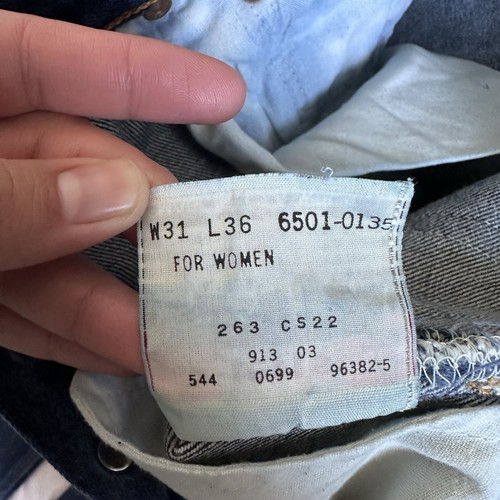 W31 L36 6501-0135
FOR WOMEN
263 CS22
913 03
544 0699 96382-5